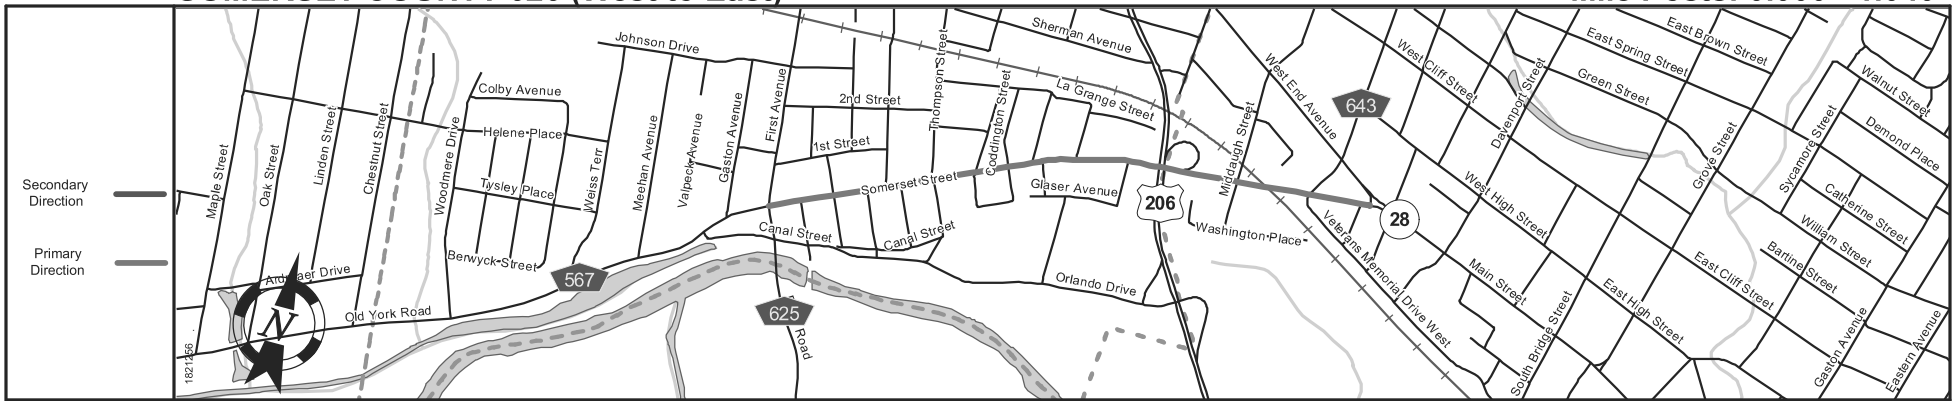 Secondary
Direction
Primary
Direction
Johnson Drive
Colby Avenue
Helene Place
Tysley Place
Berwyck Street
Maple Street
Oak Street
Linden Street
Chestnut Street
Woodmere Drive
Weiss Terr
Meehan Avenue
Valpeck Avenue
Gaston Avenue
First Avenue
2nd Street
1st Street
Thompson Street
Coddington Street
Somerset Street
Canal Street
Canal Street
Glaser Avenue
Orlando Drive
Old York Road
567
625
Road
N
1821256
Sherman Avenue
La Grange Street
206
Middaugh Street
Washington Place
West End Avenue
643
28
Veterans Memorial Drive West
West Cliff Street
Davenport Street
East Spring Street
East Brown Street
Green Street
Grove Street
Sycamore Street
Walnut Street
Demond Place
Catherine Street
William Street
Bartine Street
West High Street
Main Street
East High Street
East Cliff Street
South Bridge Street
Gaston Avenue
Eastern Avenue